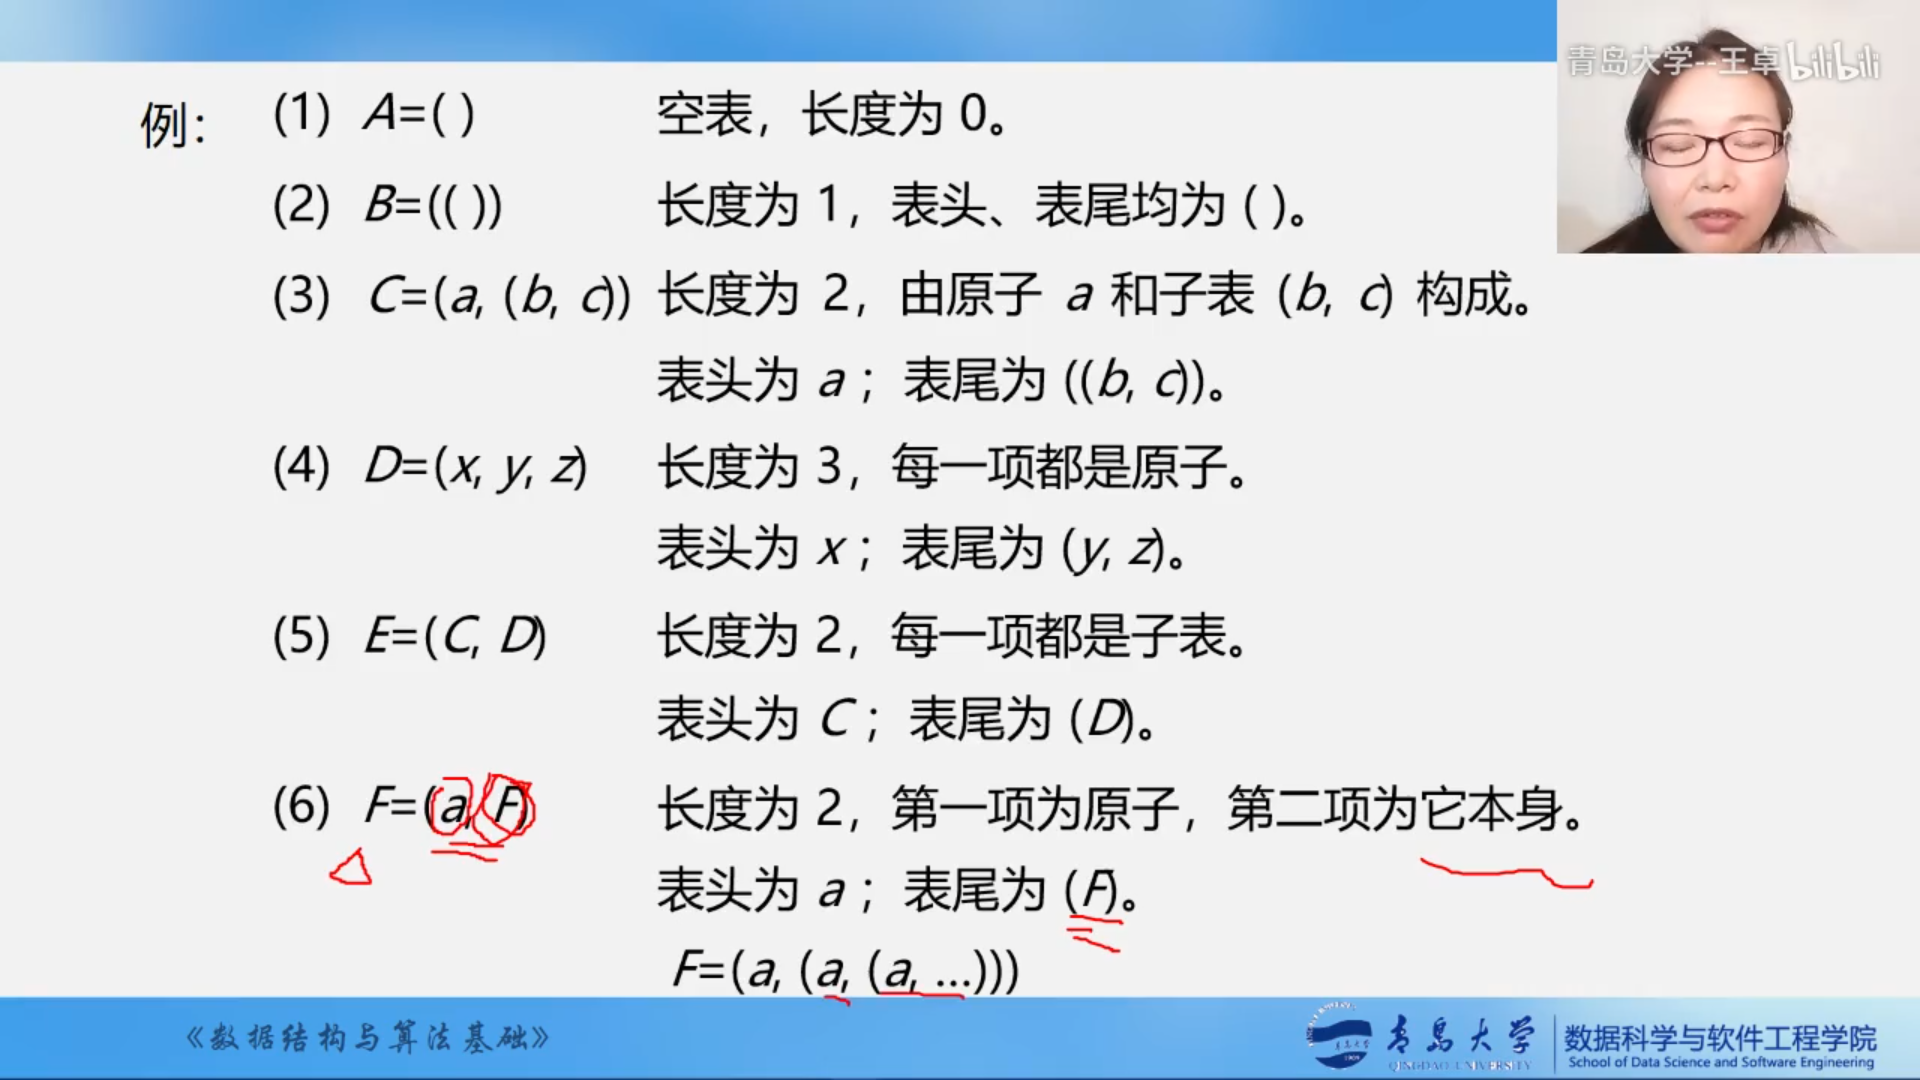 青岛大学--王卓 bilibili
例：
(1) A=( ) 空表，长度为 0。
(2) B=(( )) 长度为 1，表头、表尾均为 ( )。
(3) C=(a, (b, c)) 长度为 2，由原子 a 和子表 (b, c) 构成。
表头为 a；表尾为 ((b, c))。
(4) D=(x, y, z) 长度为 3，每一项都是原子。
表头为 x；表尾为 (y, z)。
(5) E=(C, D) 长度为 2，每一项都是子表。
表头为 C；表尾为 (D)。
(6) F=(a, F) 长度为 2，第一项为原子，第二项为它本身。
表头为 a；表尾为 (F)。
F=(a, (a, (a, ...)))
《数据结构与算法基础》
青岛大学
QINGDAO UNIVERSITY
数据科学与软件工程学院
School of Data Science and Software Engineering